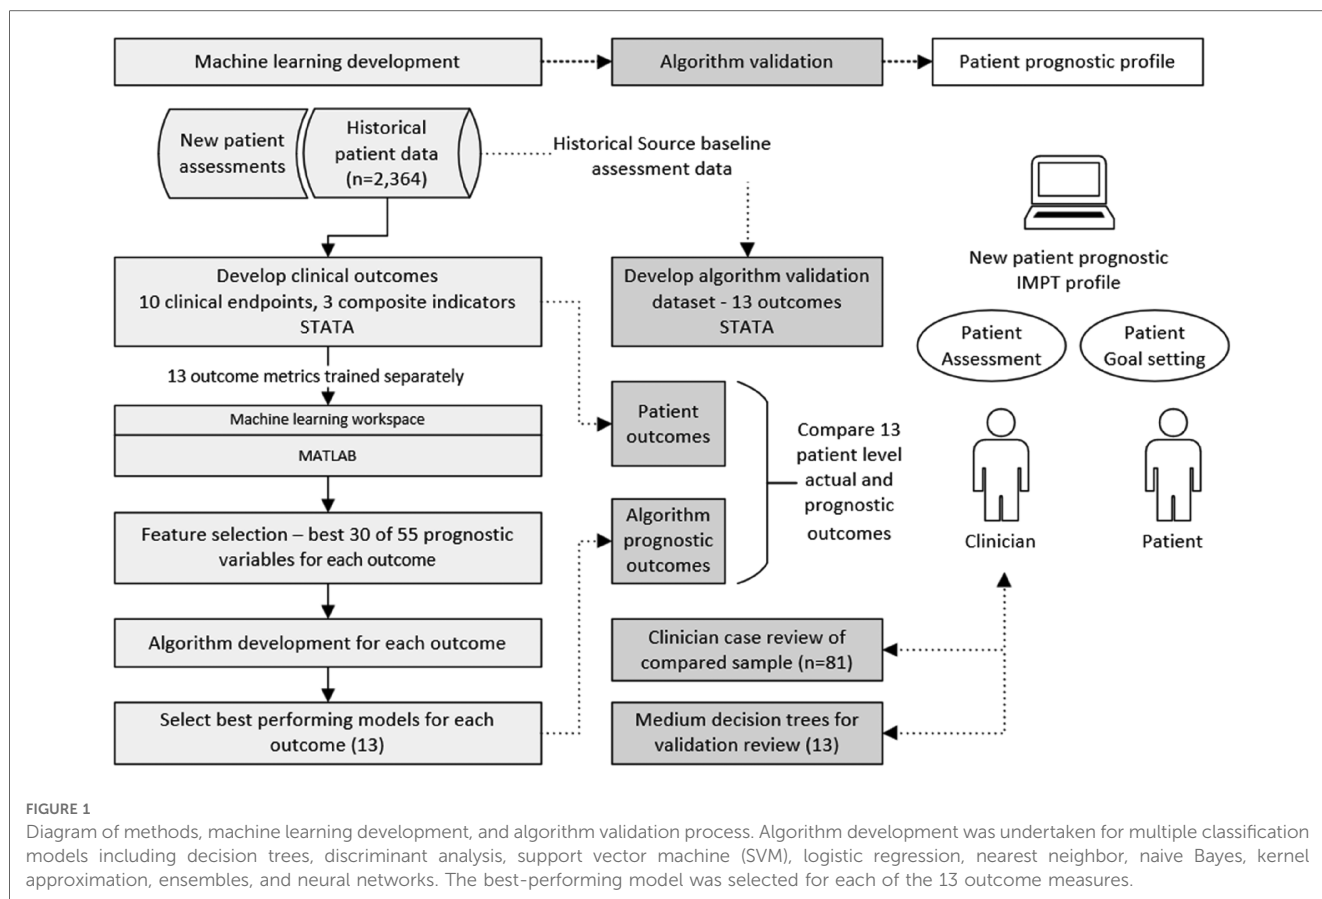 Machine learning development
Algorithm validation
Patient prognostic profile
New patient
assessments
Historical
patient data
(n=2,364)
Historical Source baseline
assessment data
Develop clinical outcomes
10 clinical endpoints, 3 composite indicators
STATA
13 outcome metrics trained separately
Machine learning workspace
MATLAB
Feature selection – best 30 of 55 prognostic
variables for each outcome
Algorithm development for each outcome
Select best performing models for each
outcome (13)
Develop algorithm validation
dataset - 13 outcomes
STATA
Patient
outcomes
Algorithm
prognostic
outcomes
Compare 13
patient level
actual and
prognostic
outcomes
Clinician case review of
compared sample (n=81)
Medium decision trees for
validation review (13)
New patient prognostic
IMPT profile
Patient
Assessment
Patient
Goal setting
Clinician
Patient
FIGURE 1
Diagram of methods, machine learning development, and algorithm validation process. Algorithm development was undertaken for multiple classification
models including decision trees, discriminant analysis, support vector machine (SVM), logistic regression, nearest neighbor, naive Bayes, kernel
approximation, ensembles, and neural networks. The best-performing model was selected for each of the 13 outcome measures.